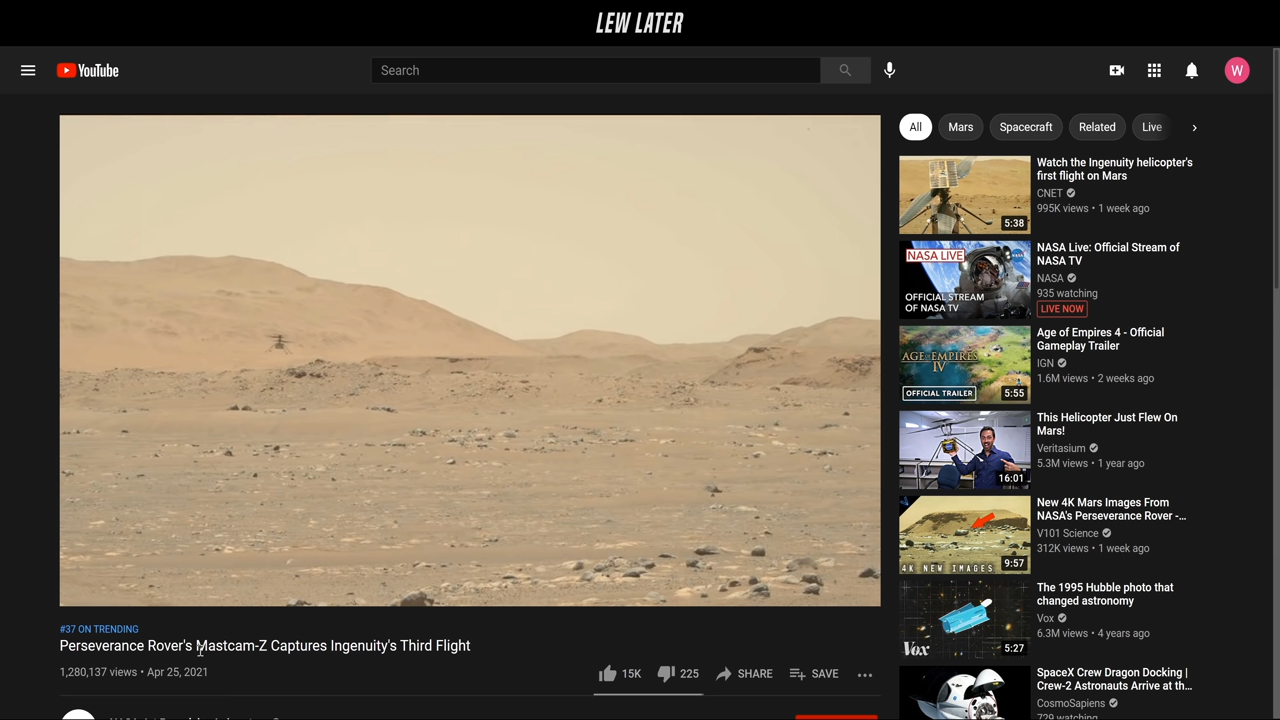 LEW LATER
YouTube
Search
W
All
Mars
Spacecraft
Related
Live
Watch the Ingenuity helicopter's
first flight on Mars
CNET
995K views • 1 week ago
5:38
NASA LIVE
OFFICIAL STREAM
OF NASA TV
NASA Live: Official Stream of
NASA TV
NASA
935 watching
LIVE NOW
AGE OF EMPIRES
IV
OFFICIAL TRAILER
5:55
Age of Empires 4 - Official
Gameplay Trailer
IGN
1.6M views • 2 weeks ago
16:01
This Helicopter Just Flew On
Mars!
Veritasium
5.3M views • 1 year ago
4K NEW IMAGES
9:57
New 4K Mars Images From
NASA's Perseverance Rover -...
V101 Science
312K views • 1 week ago
Vox
5:27
The 1995 Hubble photo that
changed astronomy
Vox
6.3M views • 4 years ago
SpaceX Crew Dragon Docking |
Crew-2 Astronauts Arrive at th...
CosmoSapiens
729 watching
#37 ON TRENDING
Perseverance Rover's Mastcam-Z Captures Ingenuity's Third Flight
1,280,137 views • Apr 25, 2021
15K
225
SHARE
SAVE